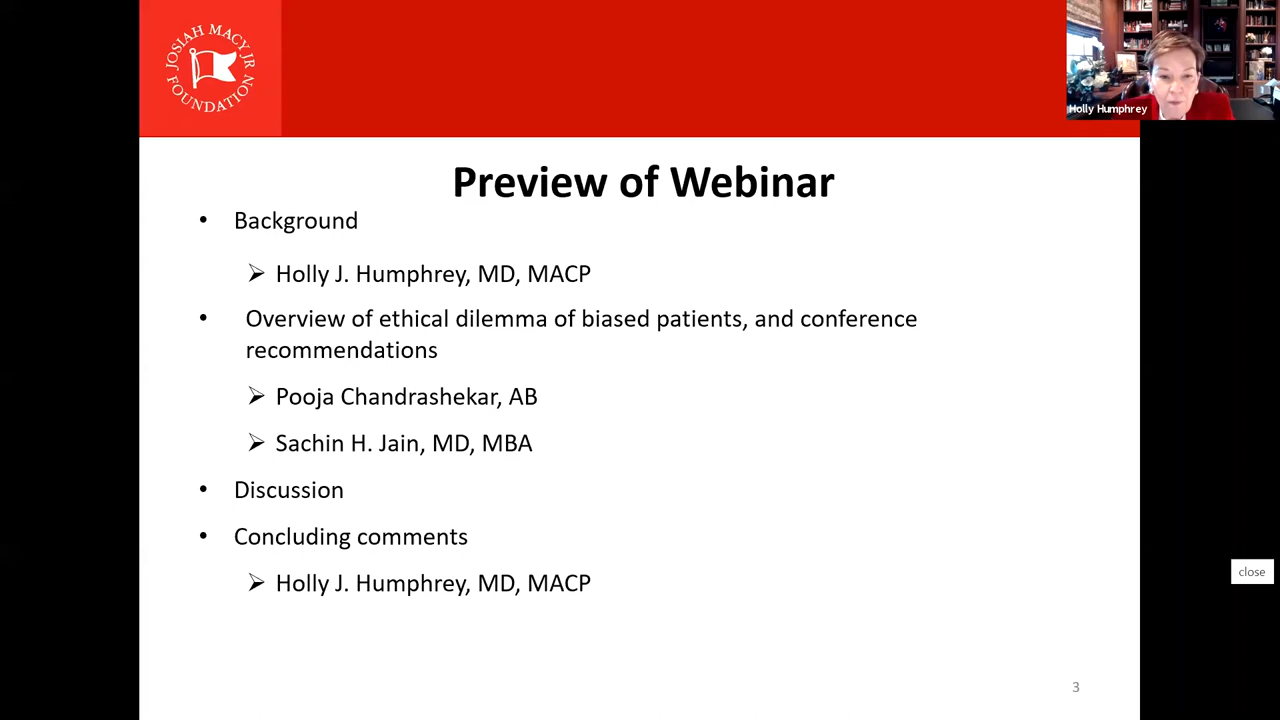 JOSIAH MACY JR
FOUNDATION
Holly Humphrey
Preview of Webinar
• Background
➢ Holly J. Humphrey, MD, MACP
• Overview of ethical dilemma of biased patients, and conference
recommendations
➢ Pooja Chandrashekar, AB
➢ Sachin H. Jain, MD, MBA
• Discussion
• Concluding comments
➢ Holly J. Humphrey, MD, MACP
close
3